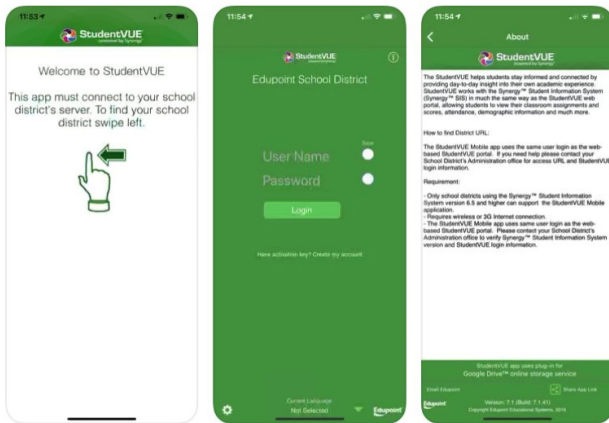 11:53
StudentVUE
powered by Synergy
Welcome to StudentVUE
This app must connect to your school
district's server. To find your school
district swipe left.
11:54
StudentVUE
Edupoint School District
Save
User Name
Password
Login
Have activation key? Create my account
Current Language
Not Selected
Edupoint
11:54
About
StudentVUE
powered by Synergy
The StudentVUE helps students stay informed and connected by
providing day-to-day insight into their own academic experience.
StudentVUE works with the Synergy™ Student Information System
(Synergy™ SIS) in much the same way as the StudentVUE web
portal, allowing students to view their classroom assignments and
scores, attendance, demographic information and much more.
How to find District URL:
The StudentVUE Mobile app uses the same user login as the web-
based StudentVUE portal. If you need help please contact your
School District's Administration office for access URL and StudentVUE
login information.
Requirement:
- Only school districts using the Synergy™ Student Information
System version 6.5 and higher can support the StudentVUE Mobile
application.
- Requires wireless or 3G Internet connection.
- The StudentVUE Mobile app uses same user login as the web-
based StudentVUE portal. Please contact your School District's
Administration office to verify Synergy™ Student Information System
version and StudentVUE login information.
StudentVUE app uses plug-in for
Google Drive™ online storage service
Email Edupoint
Share App Link
Edupoint
Version: 7.1 (Build: 7.1.41)
Copyright Edupoint Educational Systems, 2019